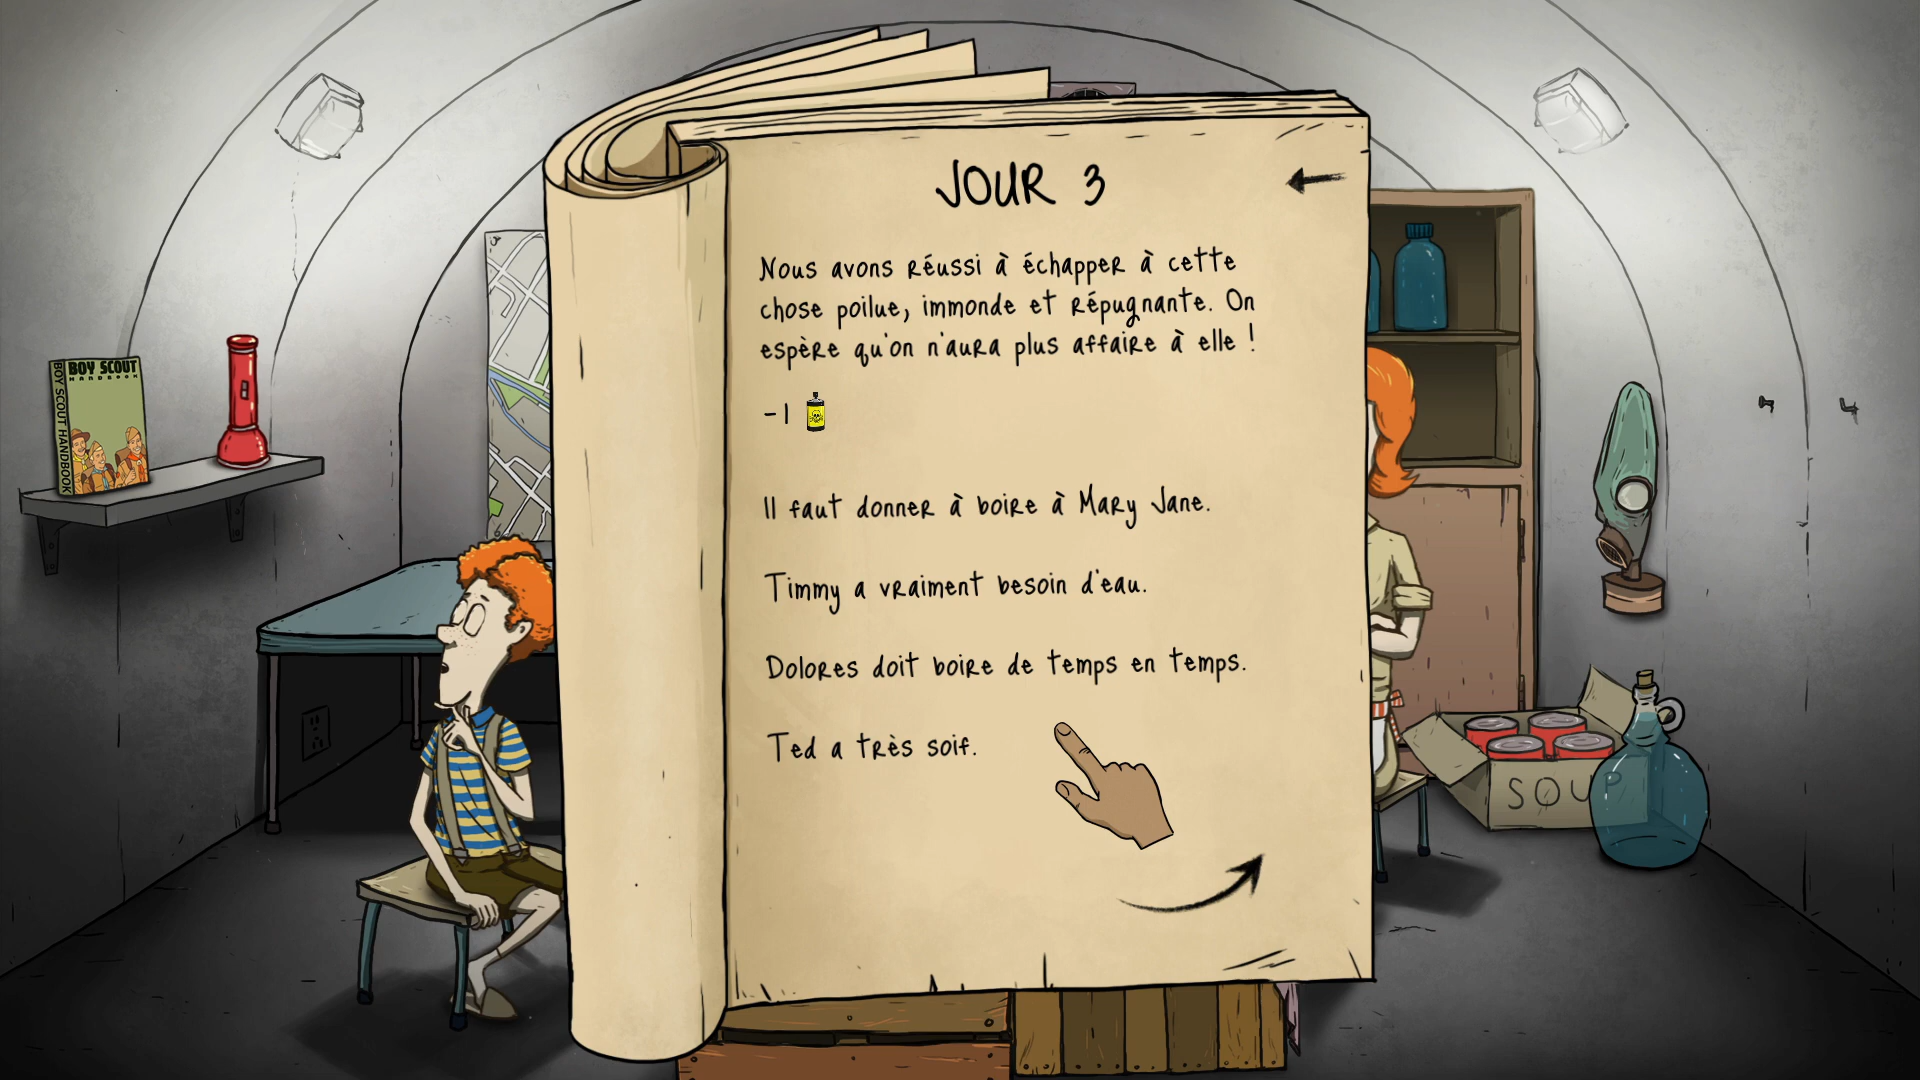 JOUR 3
Nous avons réussi à échapper à cette
chose poilue, immonde et répugnante. On
espère qu'on n'aura plus affaire à elle !
-1
Il faut donner à boire à Mary Jane.
Timmy a vraiment besoin d'eau.
Dolores doit boire de temps en temps.
Ted a très soif.
BOY SCOUT
HANDBOOK
BOY SCOUT HANDNBOOK
SOU